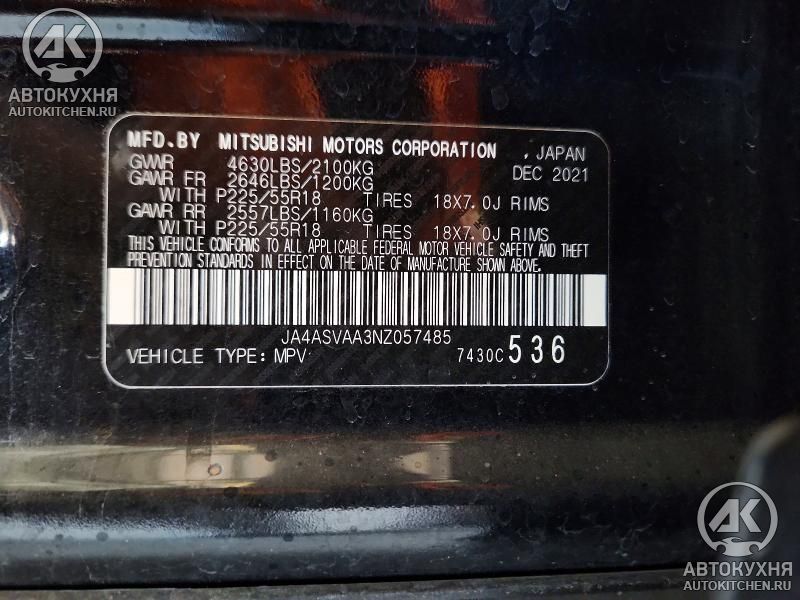 AK
АВТОКУХНЯ
AUTOKITCHEN.RU
MFD.BY MITSUBISHI MOTORS CORPORATION , JAPAN
GVWR 4630LBS/2100KG DEC 2021
GAWR FR 2646LBS/1200KG
WITH P225/55R18 TIRES 18X7.0J RIMS
GAWR RR 2557LBS/1160KG
WITH P225/55R18 TIRES 18X7.0J RIMS
THIS VEHICLE CONFORMS TO ALL APPLICABLE FEDERAL MOTOR VEHICLE SAFETY AND THEFT
PREVENTION STANDARDS IN EFFECT ON THE DATE OF MANUFACTURE SHOWN ABOVE.
JA4ASVAA3NZ057485
VEHICLE TYPE: MPV 7430C 536
AK
АВТОКУХНЯ
AUTOKITCHEN.RU